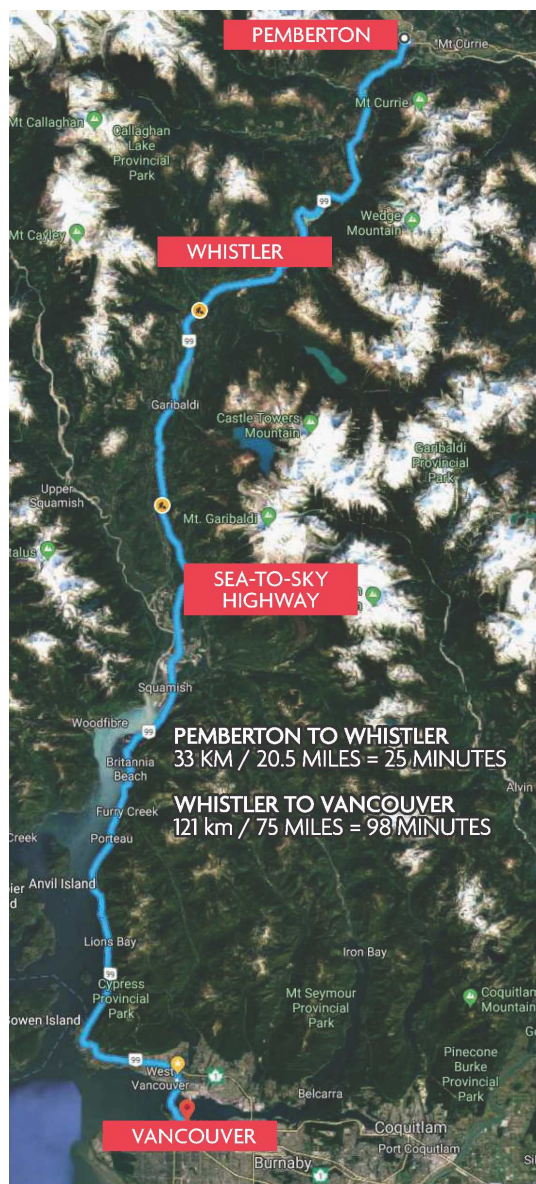 PEMBERTON
Mt Currie
Mt Currie
Mt Callaghan
Callaghan
Lake
Provincial
Park
99
Wedge
Mountain
Mt Cayley
WHISTLER
99
Garibaldi
Castle Towers
Mountain
Garibaldi
Provincial
Park
Upper
Squamish
Mt. Garibaldi
talus
SEA-TO-SKY
HIGHWAY
Squamish
Woodfibre
99
PEMBERTON TO WHISTLER
33 KM / 20.5 MILES = 25 MINUTES
Britannia
Beach
Alvin
WHISTLER TO VANCOUVER
121 km / 75 MILES = 98 MINUTES
Furry Creek
Creek
Porteau
Anvil Island
ier
d
Lions Bay
Iron Bay
99
Cypress
Provincial
Park
Mt Seymour
Provincial
Park
Coquitlam
Mountain
Bowen Island
99
West
Vancouver
1
Pinecone
Burke
Provincial
Park
Belcarra
VANCOUVER
Coquitlam
Port Coquitlam
Burnaby
1